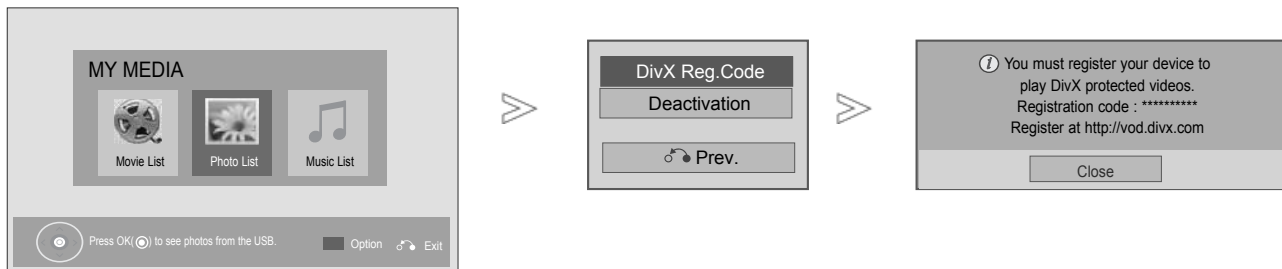 MY MEDIA
Movie List
Photo List
Music List
Press OK(◉) to see photos from the USB.
Option
Exit
DivX Reg.Code
Deactivation
Prev.
You must register your device to
play DivX protected videos.
Registration code : **********
Register at http://vod.divx.com
Close